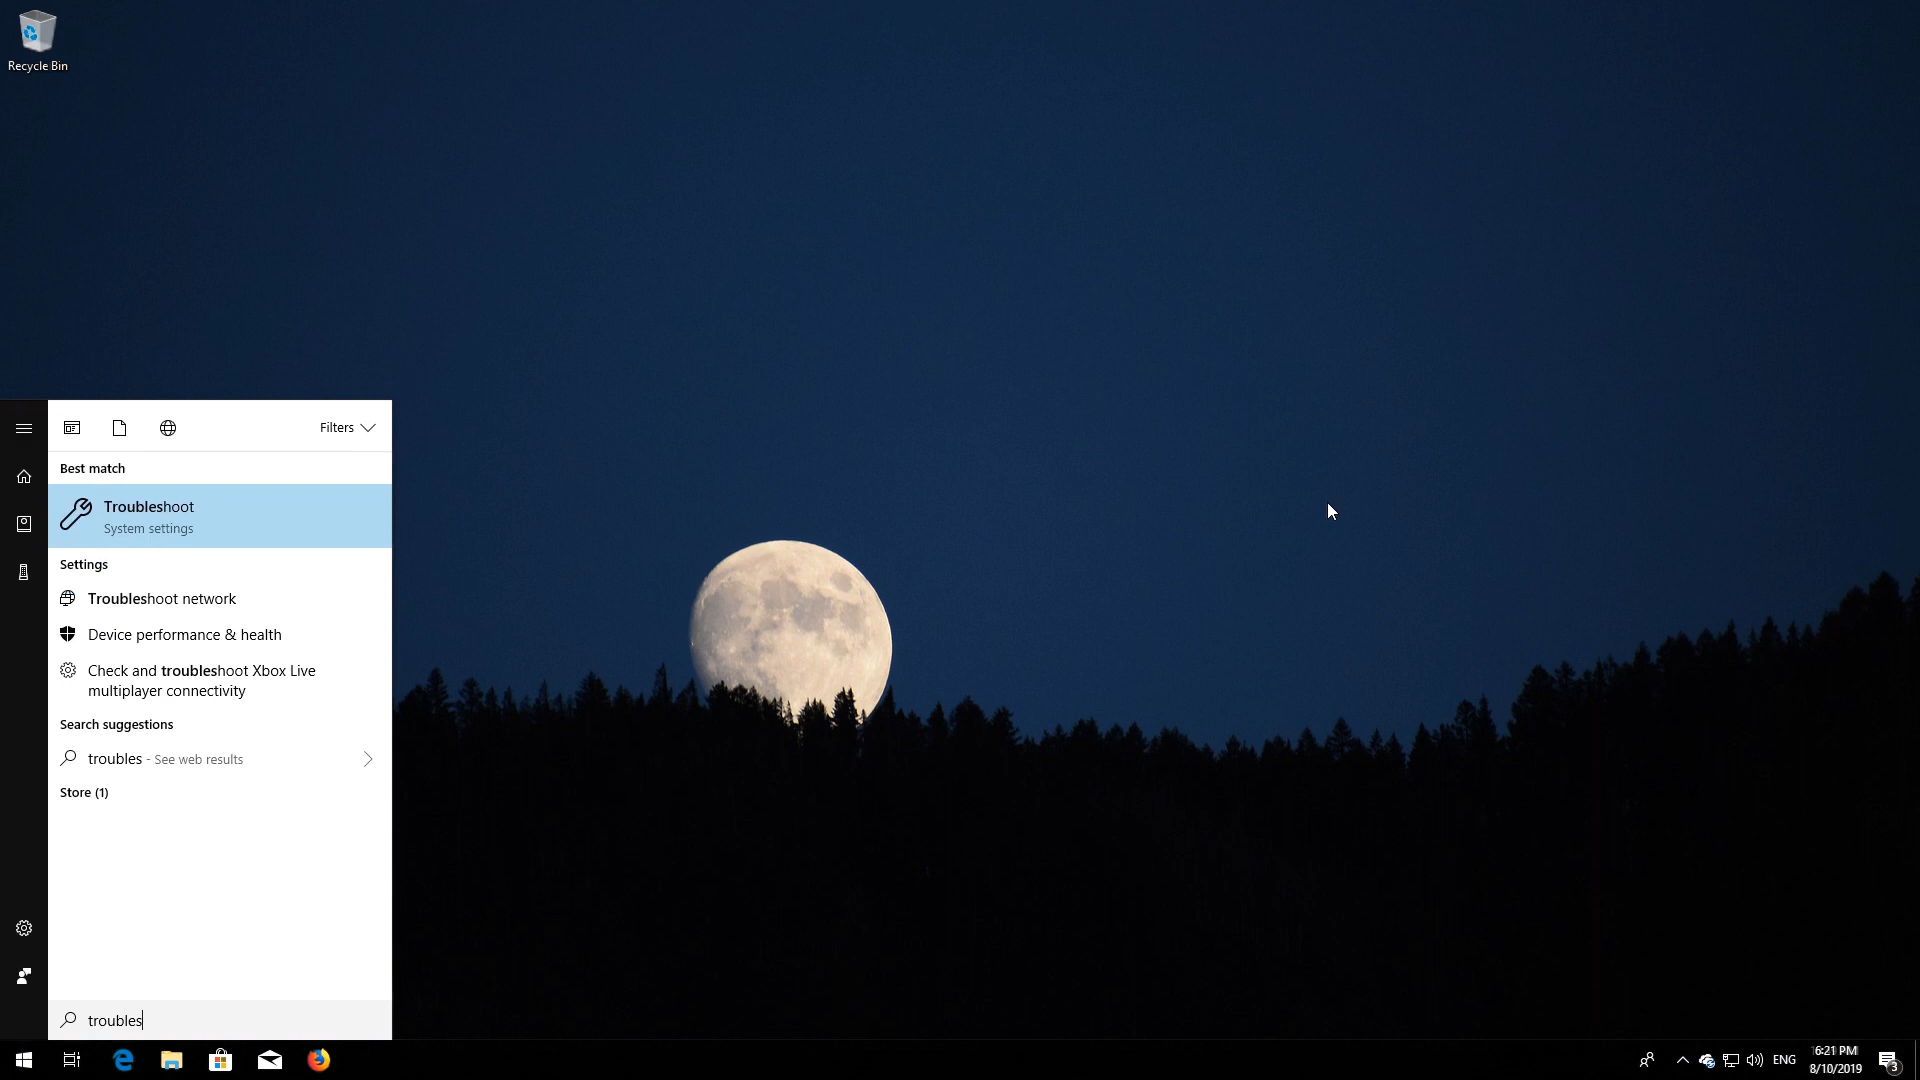 Recycle Bin
Filters
Best match
Troubleshoot
System settings
Settings
Troubleshoot network
Device performance & health
Check and troubleshoot Xbox Live
multiplayer connectivity
Search suggestions
troubles - See web results
Store (1)
troubles
ENG
6:21 PM
8/10/2019
3